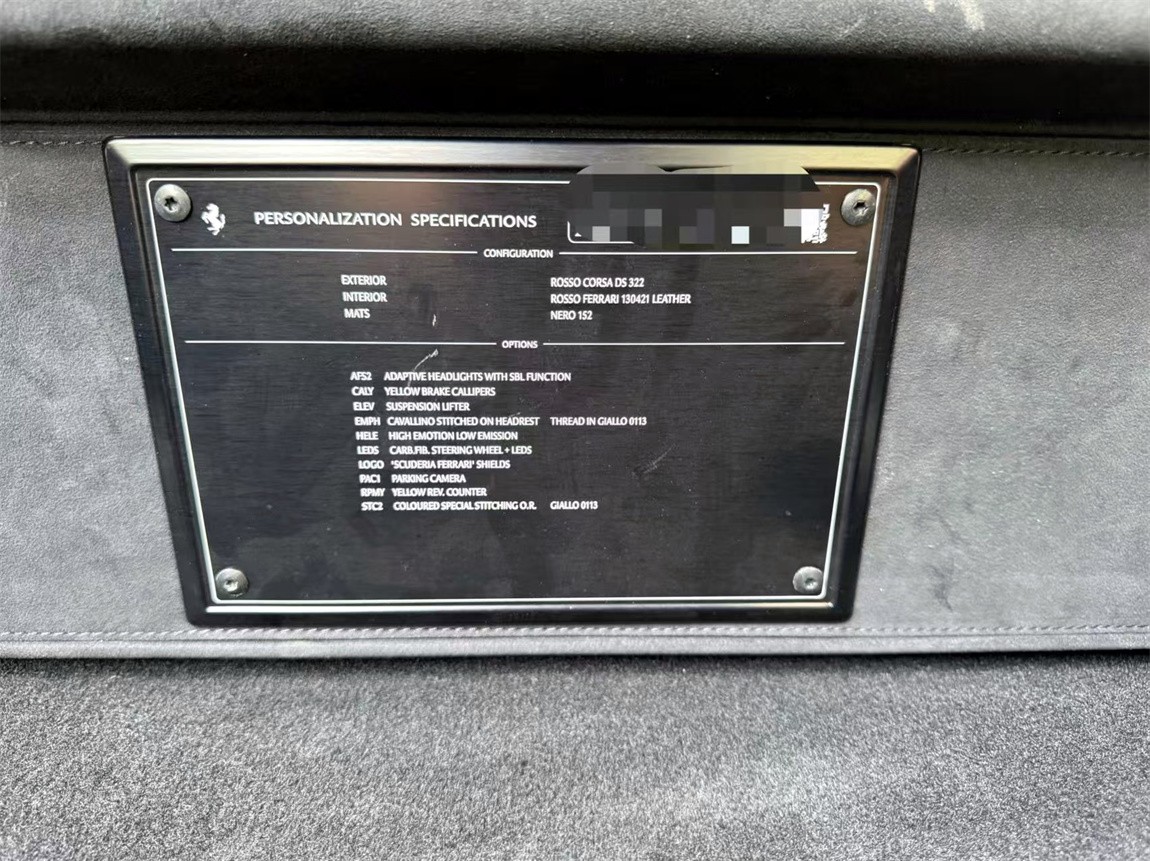 PERSONALIZATION SPECIFICATIONS
CONFIGURATION
EXTERIOR ROSSO CORSA DS 322
INTERIOR ROSSO FERRARI 130421 LEATHER
MATS NERO 152
OPTIONS
AFS2 ADAPTIVE HEADLIGHTS WITH SBL FUNCTION
CALY YELLOW BRAKE CALLIPERS
ELEV SUSPENSION LIFTER
EMPH CAVALLINO STITCHED ON HEADREST THREAD IN GIALLO 0113
HELE HIGH EMOTION LOW EMISSION
LEDS CARB.FIB. STEERING WHEEL + LEDS
LOGO 'SCUDERIA FERRARI' SHIELDS
PAC1 PARKING CAMERA
RPMY YELLOW REV. COUNTER
STC2 COLOURED SPECIAL STITCHING O.R. GIALLO 0113